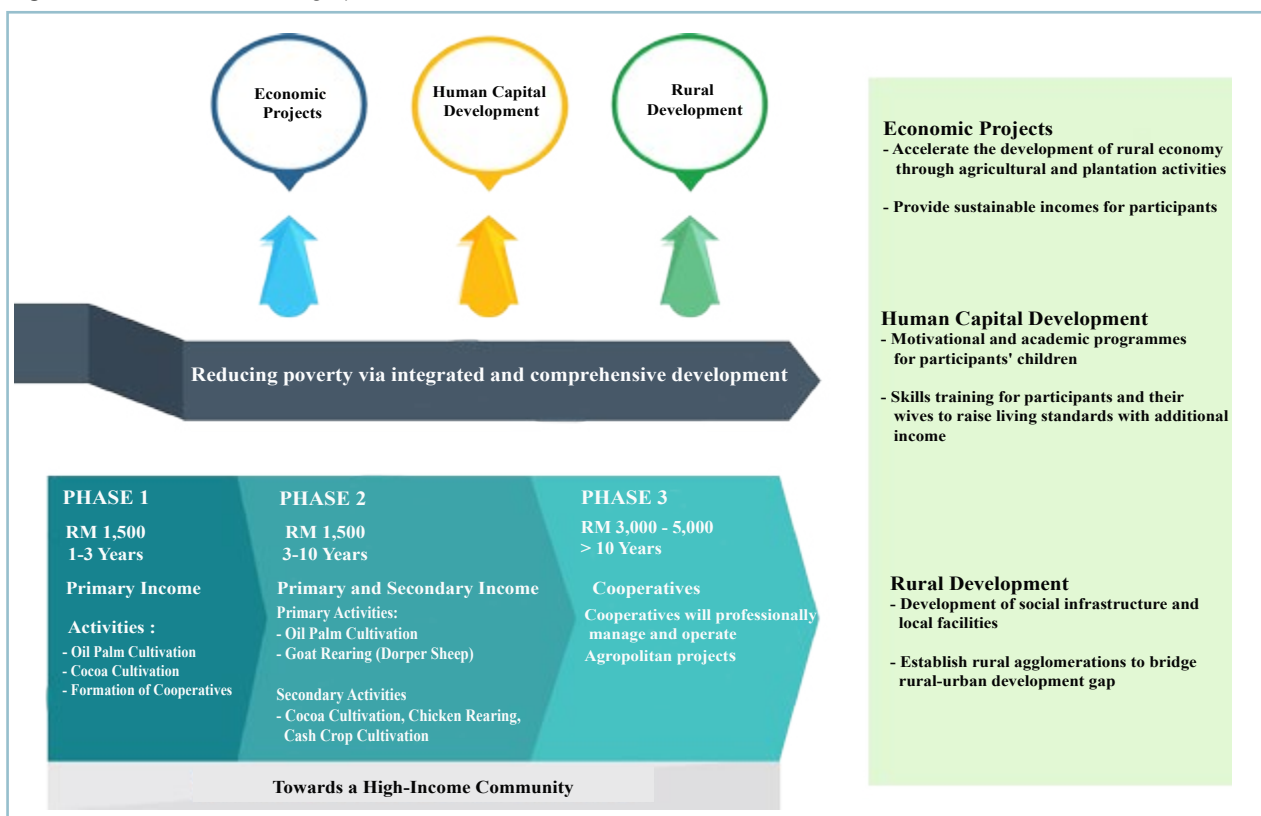 Economic
Projects
Human Capital
Development
Rural
Development
Reducing poverty via integrated and comprehensive development
PHASE 1
RM 1,500
1-3 Years
Primary Income
Activities :
- Oil Palm Cultivation
- Cocoa Cultivation
- Formation of Cooperatives
PHASE 2
RM 1,500
3-10 Years
Primary and Secondary Income
Primary Activities:
- Oil Palm Cultivation
- Goat Rearing (Dorper Sheep)
Secondary Activities
- Cocoa Cultivation, Chicken Rearing,
Cash Crop Cultivation
PHASE 3
RM 3,000 - 5,000
> 10 Years
Cooperatives
Cooperatives will professionally
manage and operate
Agropolitan projects
Towards a High-Income Community
Economic Projects
- Accelerate the development of rural economy
through agricultural and plantation activities
- Provide sustainable incomes for participants
Human Capital Development
- Motivational and academic programmes
for participants' children
- Skills training for participants and their
wives to raise living standards with additional
income
Rural Development
- Development of social infrastructure and
local facilities
- Establish rural agglomerations to bridge
rural-urban development gap